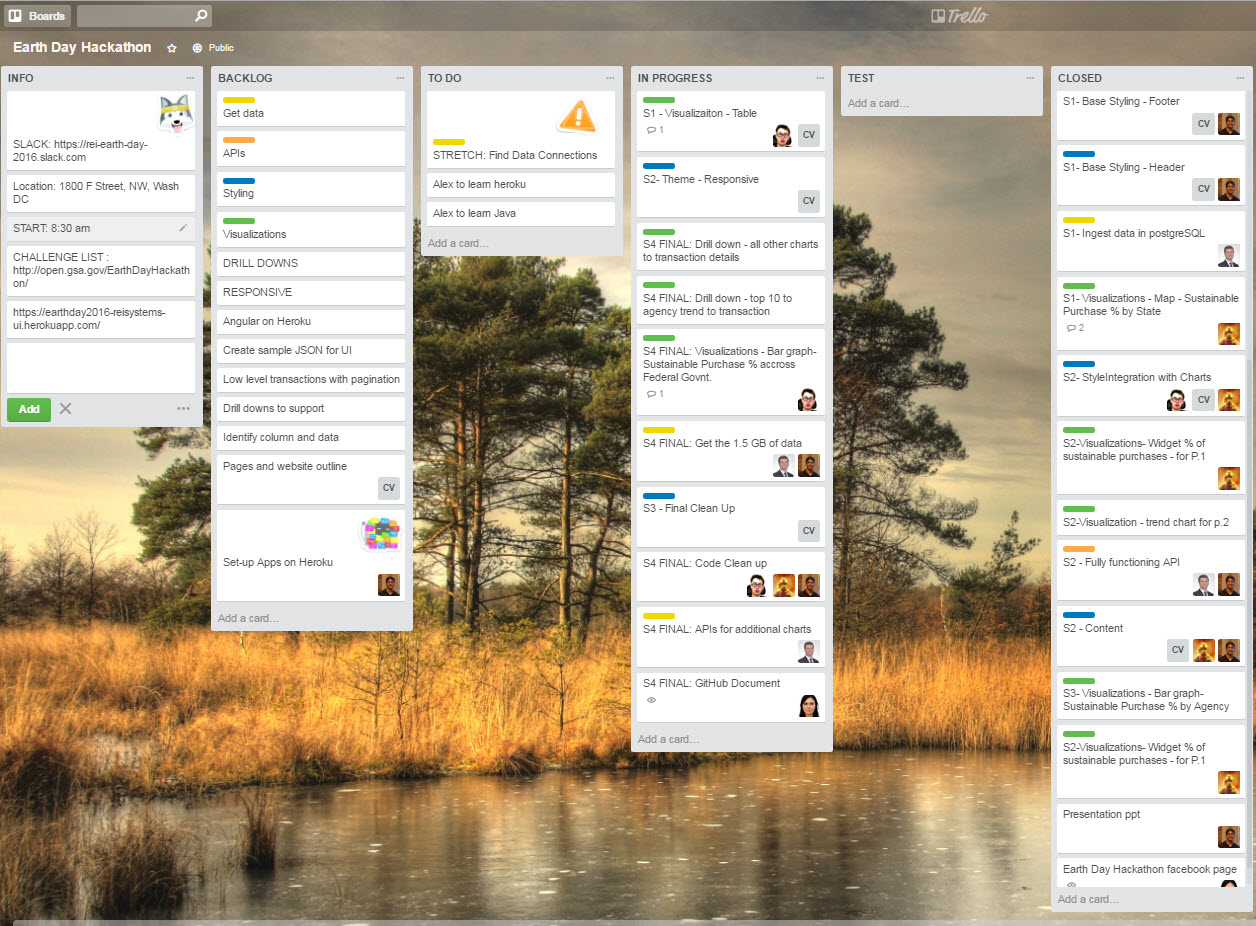 Boards
Trello
Earth Day Hackathon
Public
INFO
SLACK: https://rei-earth-day-
2016.slack.com
Location: 1800 F Street, NW, Wash
DC
START: 8:30 am
CHALLENGE LIST :
http://open.gsa.gov/EarthDayHackath
on/
https://earthday2016-reisystems-
ui.herokuapp.com/
Add
BACKLOG
Get data
APIs
Styling
Visualizations
DRILL DOWNS
RESPONSIVE
Angular on Heroku
Create sample JSON for UI
Low level transactions with pagination
Drill downs to support
Identify column and data
Pages and website outline
CV
Set-up Apps on Heroku
Add a card...
TO DO
STRETCH: Find Data Connections
Alex to learn heroku
Alex to learn Java
Add a card...
IN PROGRESS
S1 - Visualizaiton - Table
1
CV
S2- Theme - Responsive
CV
S4 FINAL: Drill down - all other charts
to transaction details
S4 FINAL: Drill down - top 10 to
agency trend to transaction
S4 FINAL: Visualizations - Bar graph-
Sustainable Purchase % accross
Federal Govnt.
1
S4 FINAL: Get the 1.5 GB of data
S3 - Final Clean Up
CV
S4 FINAL: Code Clean up
S4 FINAL: APIs for additional charts
S4 FINAL: GitHub Document
Add a card...
TEST
Add a card...
CLOSED
S1- Base Styling - Footer
CV
S1- Base Styling - Header
CV
S1- Ingest data in postgreSQL
S1- Visualizations - Map - Sustainable
Purchase % by State
2
S2- StyleIntegration with Charts
CV
S2-Visualizations- Widget % of
sustainable purchases - for P.1
S2-Visualization - trend chart for p.2
S2 - Fully functioning API
S2 - Content
CV
S3- Visualizations - Bar graph-
Sustainable Purchase % by Agency
S2-Visualizations- Widget % of
sustainable purchases - for P.1
Presentation ppt
Earth Day Hackathon facebook page
Add a card...